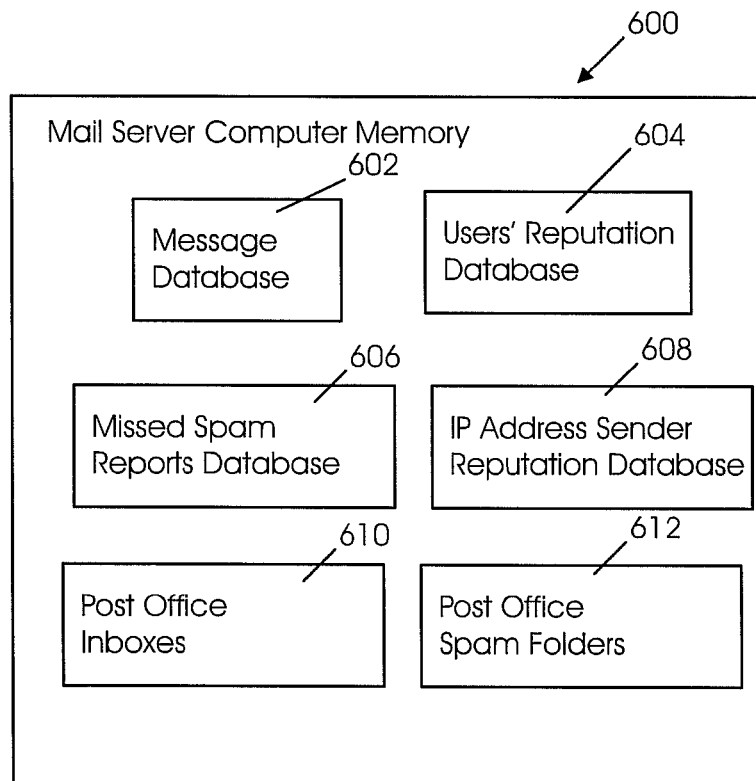 600
Mail Server Computer Memory
602
604
Message
Database
Users' Reputation
Database
606
608
Missed Spam
Reports Database
IP Address Sender
Reputation Database
610
612
Post Office
Inboxes
Post Office
Spam Folders